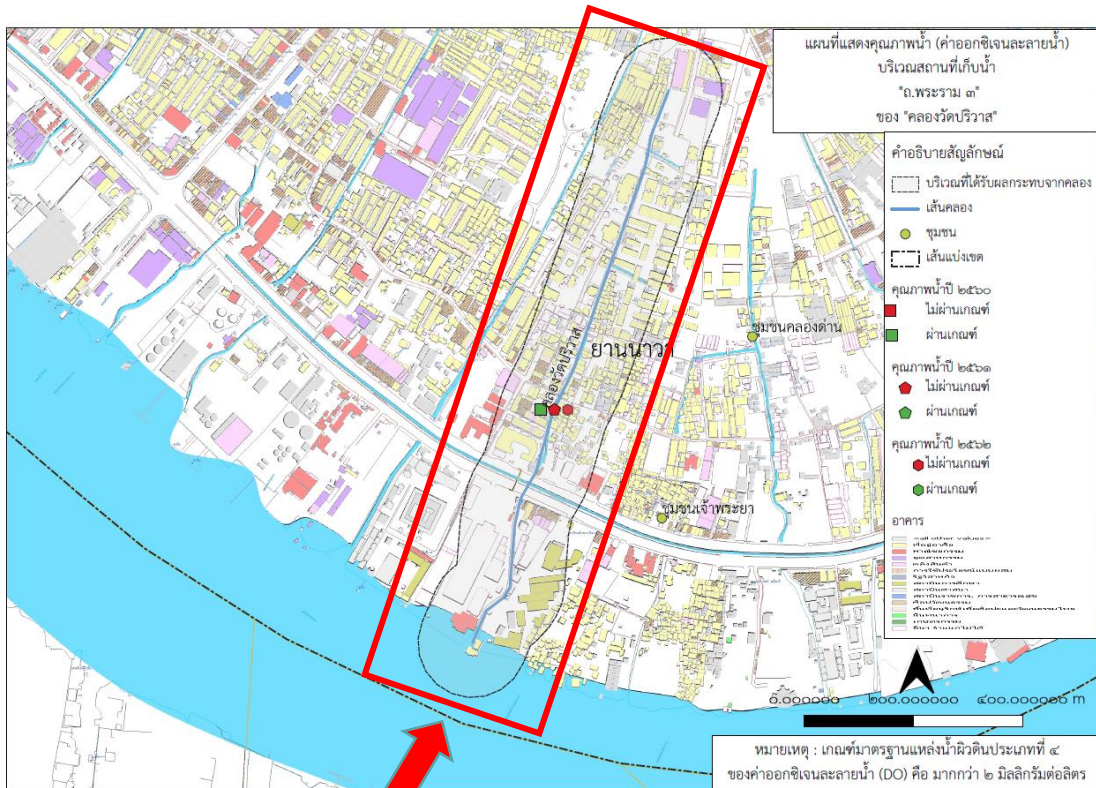 แผนที่แสดงคุณภาพน้ำ (ค่าออกซิเจนละลายน้ำ)
บริเวณสถานที่เก็บน้ำ
"ถ.พระราม ๓"
ของ "คลองวัดปริวาส"
คำอธิบายสัญลักษณ์
บริเวณที่ได้รับผลกระทบจากคลอง
เส้นคลอง
ชุมชน
เส้นแบ่งเขต
คุณภาพน้ำปี ๒๕๖๐
ไม่ผ่านเกณฑ์
ผ่านเกณฑ์
คุณภาพน้ำปี ๒๕๖๑
ไม่ผ่านเกณฑ์
ผ่านเกณฑ์
คุณภาพน้ำปี ๒๕๖๒
ไม่ผ่านเกณฑ์
ผ่านเกณฑ์
อาคาร
ชุมชนคลองด่าน
ยานนาวา
คลองวัดปริวาส
ชุมชนเจ้าพระยา
๐.๐๐๐๐๐๐ ๒๐๐.๐๐๐๐๐๐ ๔๐๐.๐๐๐๐๐๐ m
หมายเหตุ : เกณฑ์มาตรฐานแหล่งน้ำผิวดินประเภทที่ ๔
ของค่าออกซิเจนละลายน้ำ (DO) คือ มากกว่า ๒ มิลลิกรัมต่อลิตร